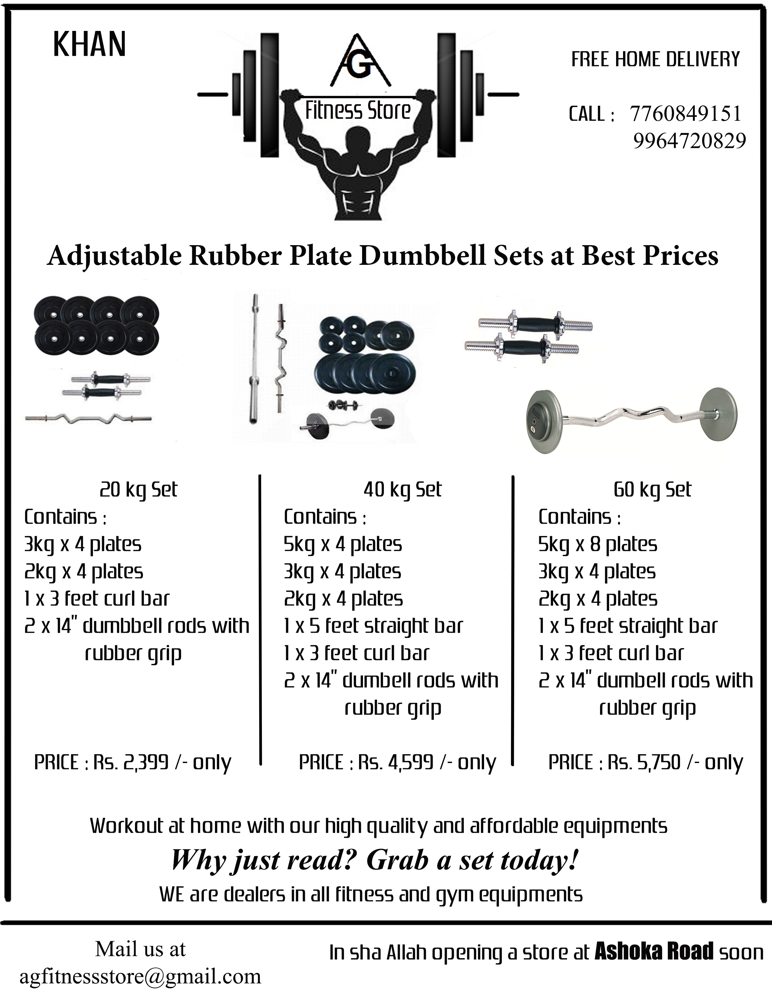 KHAN
AG
Fitness Store
FREE HOME DELIVERY
CALL : 7760849151
9964720829
Adjustable Rubber Plate Dumbbell Sets at Best Prices
20 kg Set
Contains :
3kg x 4 plates
2kg x 4 plates
1 x 3 feet curl bar
2 x 14" dumbbell rods with
rubber grip
PRICE : Rs. 2,399 /- only
40 kg Set
Contains :
5kg x 4 plates
3kg x 4 plates
2kg x 4 plates
1 x 5 feet straight bar
1 x 3 feet curl bar
2 x 14" dumbell rods with
rubber grip
PRICE : Rs. 4,599 /- only
60 kg Set
Contains :
5kg x 8 plates
3kg x 4 plates
2kg x 4 plates
1 x 5 feet straight bar
1 x 3 feet curl bar
2 x 14" dumbell rods with
rubber grip
PRICE : Rs. 5,750 /- only
Workout at home with our high quality and affordable equipments
Why just read? Grab a set today!
WE are dealers in all fitness and gym equipments
Mail us at
agfitnessstore@gmail.com
In sha Allah opening a store at Ashoka Road soon